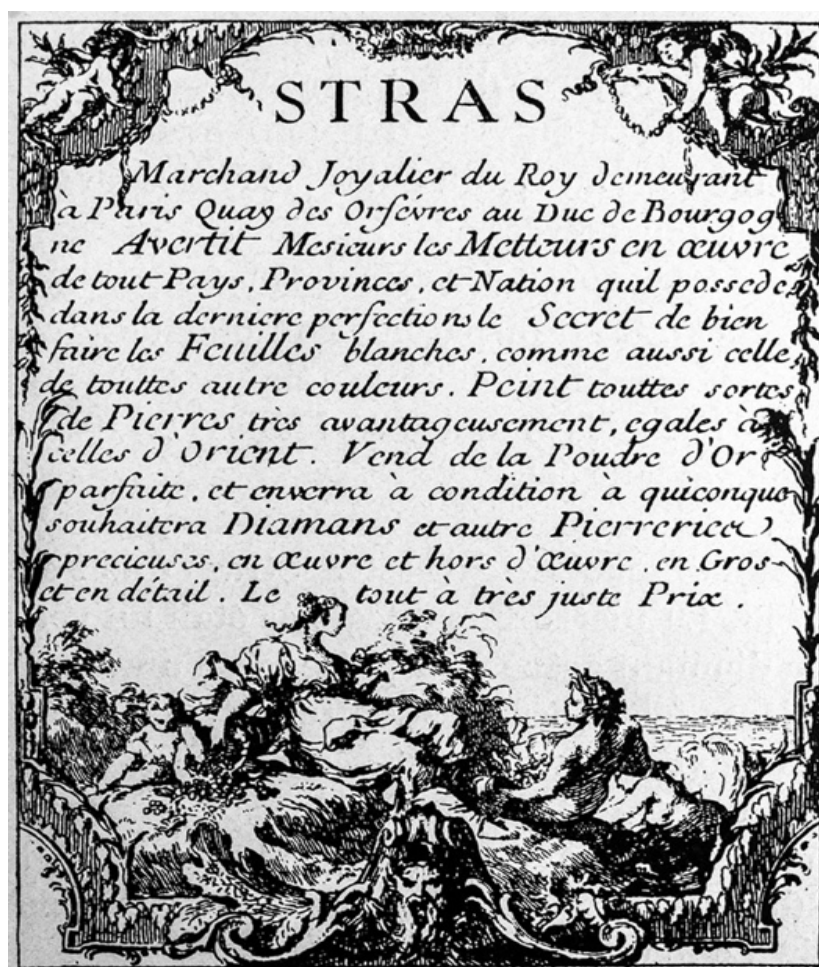 STRAS
Marchand Joyalier du Roy demeurant
à Paris Quay des Orfévres au Duc de Bourgog
ne Avertit Mesieurs les Metteurs en œuvre
de tout Pays, Provinces, et Nation quil possede
dans la derniere perfections le Secret de bien
faire les Feuilles blanches, comme aussi celle
de touttes autre couleurs. Peint touttes sortes
de Pierres très avantageusement, egales à
celles d'Orient. Vend de la Poudre d'Or
parfaite, et enverra à condition à quiconque
souhaitera Diamans et autre Pierreries
precieuses, en œuvre et hors d'Œuvre, en Gros
et en détail. Le tout à très juste Prix.